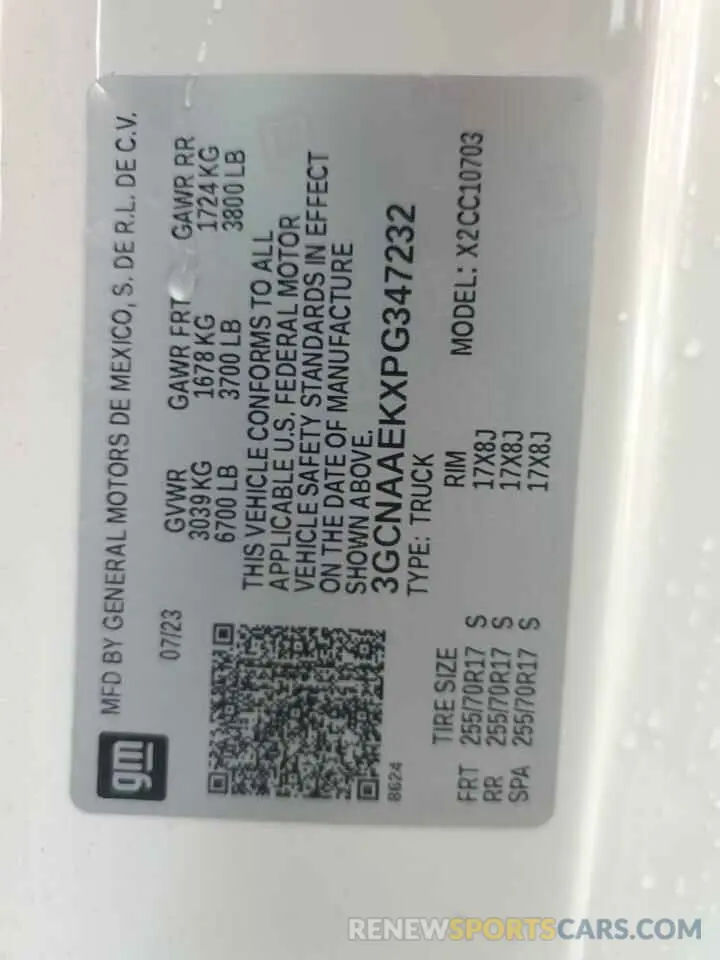 gm MFD BY GENERAL MOTORS DE MEXICO, S. DE R.L. DE C.V.
07/23 GVWR GAWR FRT GAWR RR
3039 KG 1678 KG 1724 KG
6700 LB 3700 LB 3800 LB
THIS VEHICLE CONFORMS TO ALL
APPLICABLE U.S. FEDERAL MOTOR
VEHICLE SAFETY STANDARDS IN EFFECT
ON THE DATE OF MANUFACTURE
SHOWN ABOVE.
3GCNAAEKXPG347232
8624
TYPE: TRUCK MODEL: X2CC10703
TIRE SIZE RIM
FRT 255/70R17 S 17X8J
RR 255/70R17 S 17X8J
SPA 255/70R17 S 17X8J
RENEWSPORTSCARS.COM